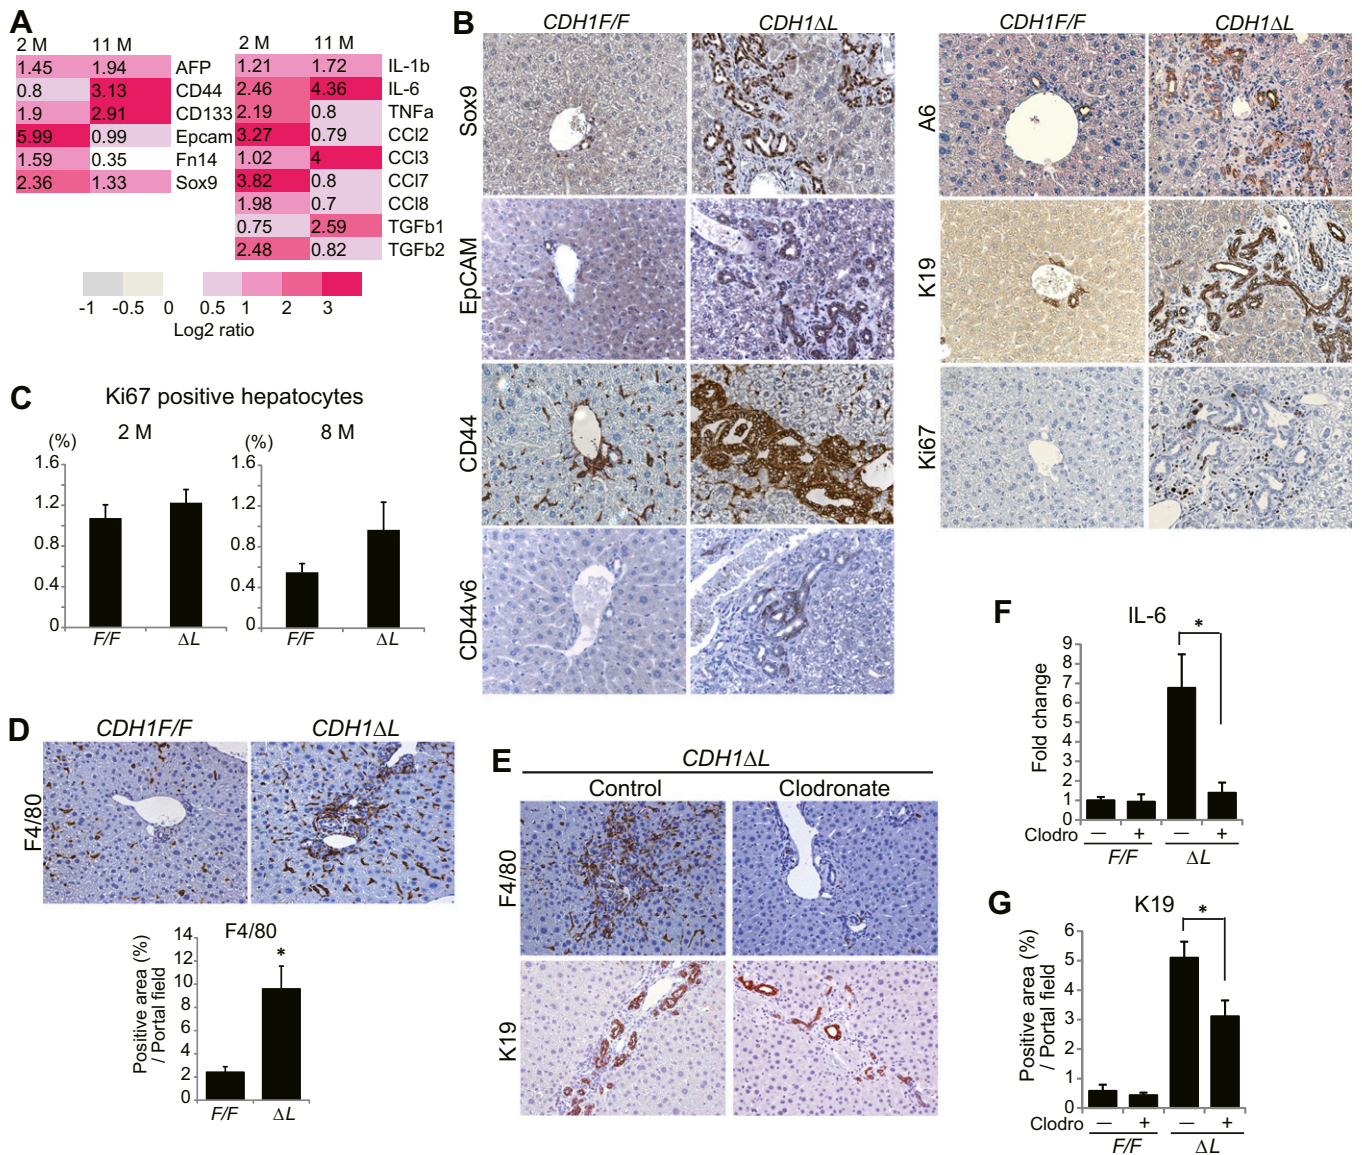 A
2 M 11 M
1.45 1.94 AFP
0.8 3.13 CD44
1.9 2.91 CD133
5.99 0.99 Epcam
1.59 0.35 Fn14
2.36 1.33 Sox9
2 M 11 M
1.21 1.72 IL-1b
2.46 4.36 IL-6
2.19 0.8 TNFa
3.27 0.79 CCl2
1.02 4 CCl3
3.82 0.8 CCl7
1.98 0.7 CCl8
0.75 2.59 TGFb1
2.48 0.82 TGFb2
-1 -0.5 0 0.5 1 2 3
Log2 ratio
B
CDH1F/F CDH1ΔL
Sox9
EpCAM
CD44
CD44v6
CDH1F/F CDH1ΔL
A6
K19
Ki67
C
Ki67 positive hepatocytes
(%) 2 M
1.6
1.2
0.8
0.4
0
F/F ΔL
(%) 8 M
1.6
1.2
0.8
0.4
0
F/F ΔL
D
CDH1F/F CDH1ΔL
F4/80
F4/80
Positive area (%)
/ Portal field
14
12
10
8
6
4
2
0
*
F/F ΔL
E
CDH1ΔL
Control Clodronate
F4/80
K19
F
IL-6
Fold change
9
8
7
6
5
4
3
2
1
0
*
Clodro — + — +
F/F ΔL
G
K19
Positive area (%)
/ Portal field
6
5
4
3
2
1
0
*
Clodro — + — +
F/F ΔL